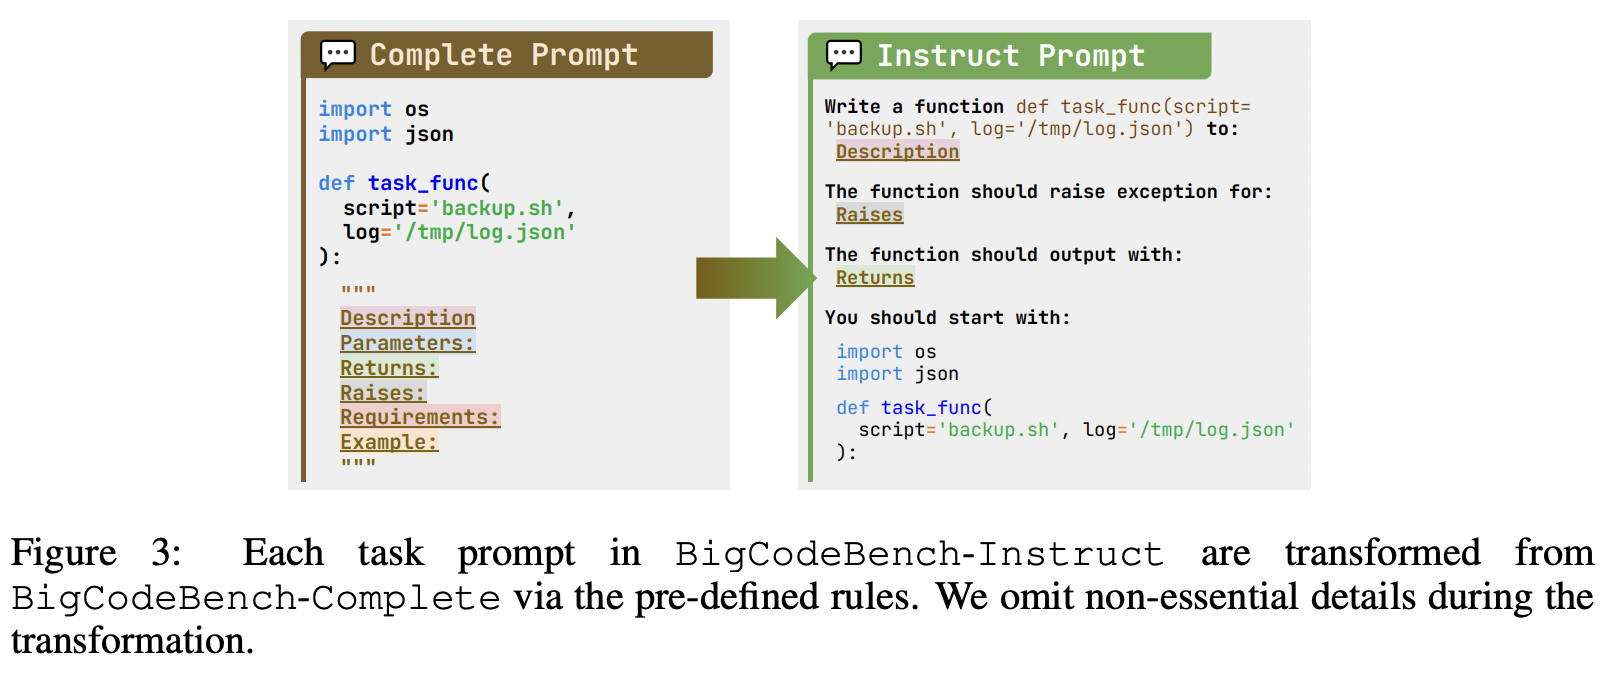 Complete Prompt
import os
import json
def task_func(
script='backup.sh',
log='/tmp/log.json'
):
"""
Description
Parameters:
Returns:
Raises:
Requirements:
Example:
"""
Instruct Prompt
Write a function def task_func(script=
'backup.sh', log='/tmp/log.json') to:
Description
The function should raise exception for:
Raises
The function should output with:
Returns
You should start with:
import os
import json
def task_func(
script='backup.sh', log='/tmp/log.json'
):
Figure 3: Each task prompt in BigCodeBench-Instruct are transformed from
BigCodeBench-Complete via the pre-defined rules. We omit non-essential details during the
transformation.